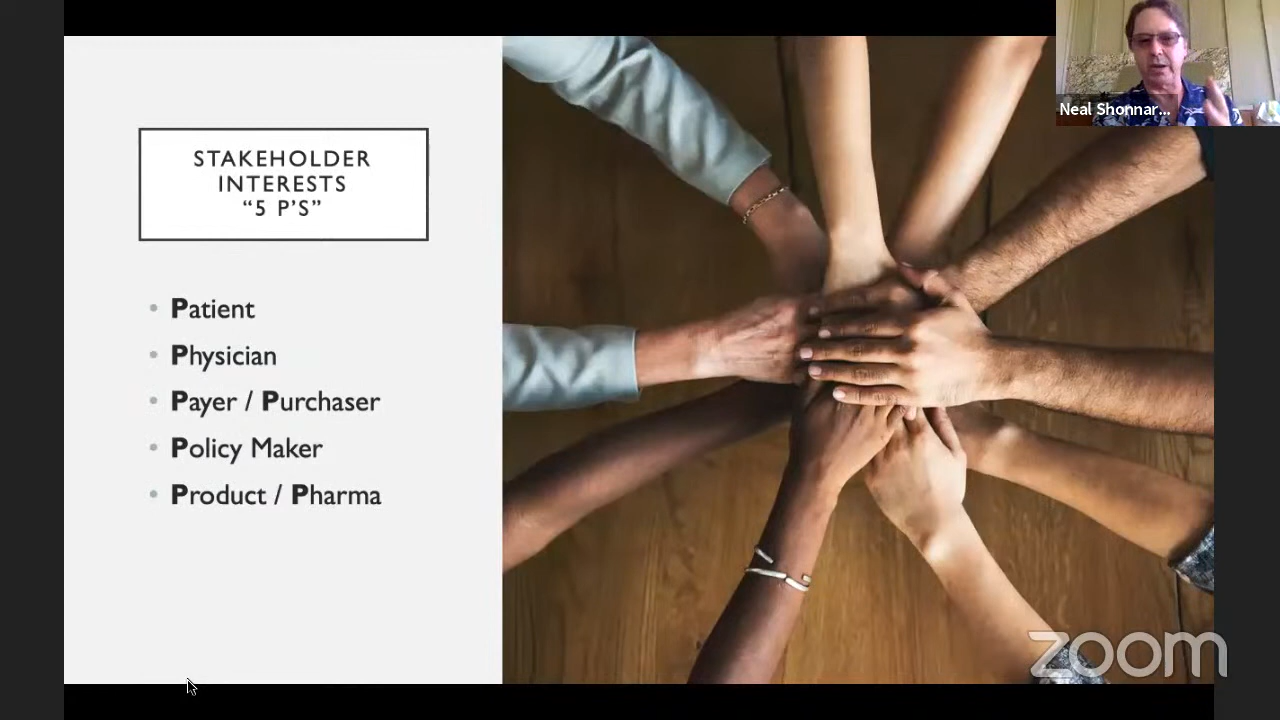 STAKEHOLDER
INTERESTS
“5 P’S”
Patient
Physician
Payer / Purchaser
Policy Maker
Product / Pharma
Neal Shonnar...
zoom